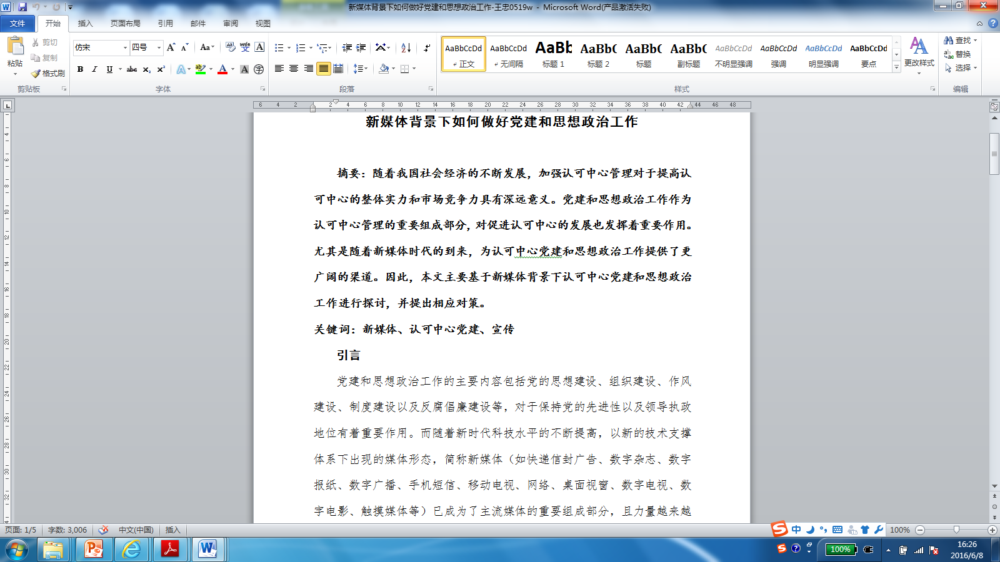 新媒体背景下如何做好党建和思想政治工作-王忠0519w - Microsoft Word(产品激活失败)
文件 开始 插入 页面布局 引用 邮件 审阅 视图
粘贴 剪切 复制 格式刷
仿宋 四号
AaBbCcDd AaBbCcDd AaBb AaBbC AaBbC AaBbC AaBbCcDd AaBbCcDd AaBbCcDd AaBbCcDd
正文 无间隔 标题 1 标题 2 标题 副标题 不明显强调 强调 明显强调 要点
更改样式 查找 替换 选择
剪贴板 字体 段落 样式 编辑
6 4 2 2 4 6 8 10 12 14 16 18 20 22 24 26 28 30 32 34 36 38 40 42 44 46 48
新媒体背景下如何做好党建和思想政治工作
摘要：随着我国社会经济的不断发展，加强认可中心管理对于提高认
可中心的整体实力和市场竞争力具有深远意义。党建和思想政治工作作为
认可中心管理的重要组成部分，对促进认可中心的发展也发挥着重要作用。
尤其是随着新媒体时代的到来，为认可中心党建和思想政治工作提供了更
广阔的渠道。因此，本文主要基于新媒体背景下认可中心党建和思想政治
工作进行探讨，并提出相应对策。
关键词：新媒体、认可中心党建、宣传
引言
党建和思想政治工作的主要内容包括党的思想建设、组织建设、作风
建设、制度建设以及反腐倡廉建设等，对于保持党的先进性以及领导执政
地位有着重要作用。而随着新时代科技水平的不断提高，以新的技术支撑
体系下出现的媒体形态，简称新媒体（如快递信封广告、数字杂志、数字
报纸、数字广播、手机短信、移动电视、网络、桌面视窗、数字电视、数
字电影、触摸媒体等）已成为了主流媒体的重要组成部分，且力量越来越
页面: 1/5 字数: 3,006 中文(中国) 插入 中 100%
100% 16:26
2016/6/8